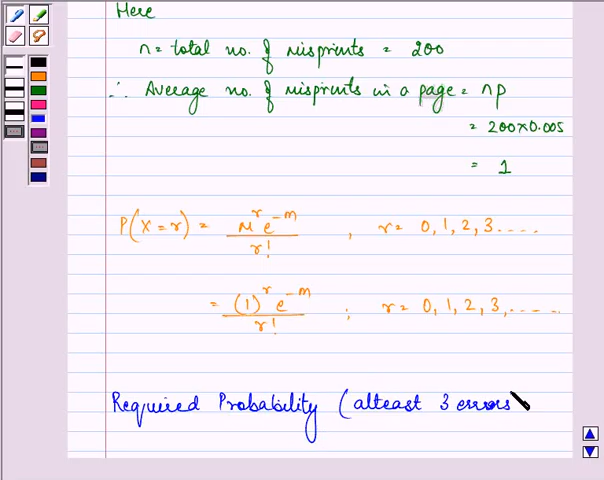 Here
n = total no. of misprints = 200
∴ Average no. of misprints in a page = np
= 200×0.005
= 1
P(X=r) = m^r e^-m / r! , r = 0, 1, 2, 3 ....
= (1)^r e^-m / r! ; r = 0, 1, 2, 3, .....
Required Probability (alteast 3 errors